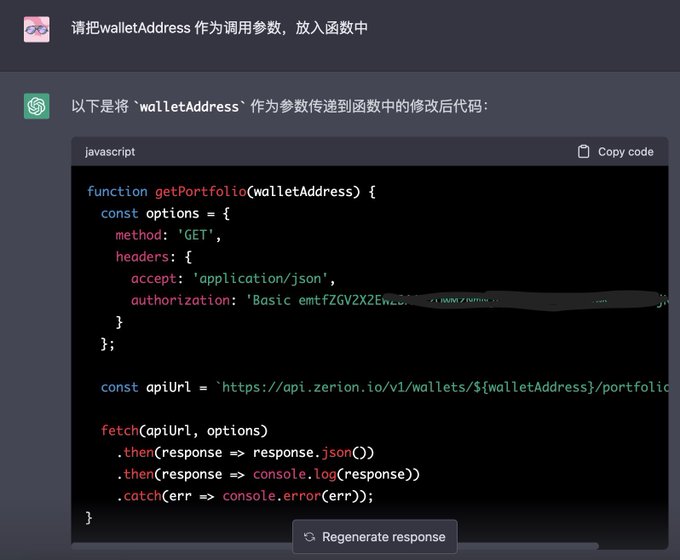 请把walletAddress 作为调用参数，放入函数中
以下是将 `walletAddress` 作为参数传递到函数中的修改后代码：
javascript
Copy code
function getPortfolio(walletAddress) {
const options = {
method: 'GET',
headers: {
accept: 'application/json',
authorization: 'Basic
}
};
const apiUrl = `https://api.zerion.io/v1/wallets/${walletAddress}/portfolio
fetch(apiUrl, options)
.then(response => response.json())
.then(response => console.log(response))
.catch(err => console.error(err));
}
Regenerate response